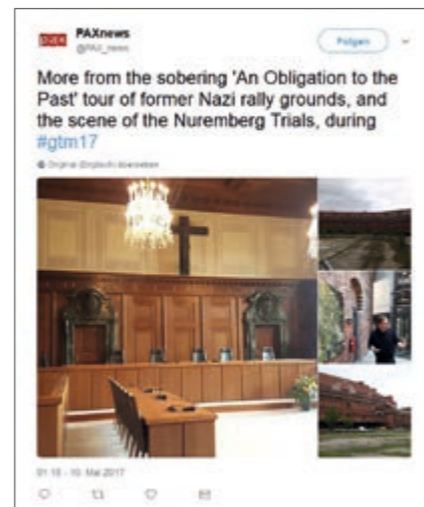 PAXnews
@PAX_news
Folgen
More from the sobering 'An Obligation to the
Past' tour of former Nazi rally grounds, and
the scene of the Nuremberg Trials, during
#gtm17
01:18 - 10. Mai 2017